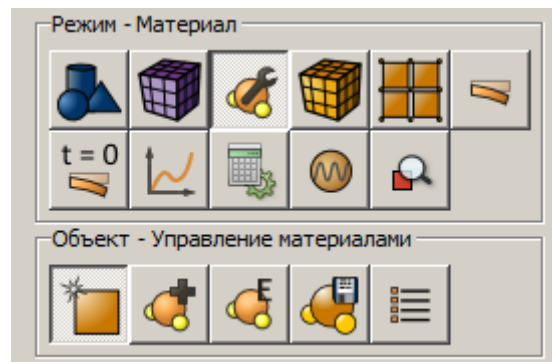 Режим - Материал
t = 0
Объект - Управление материалами
E